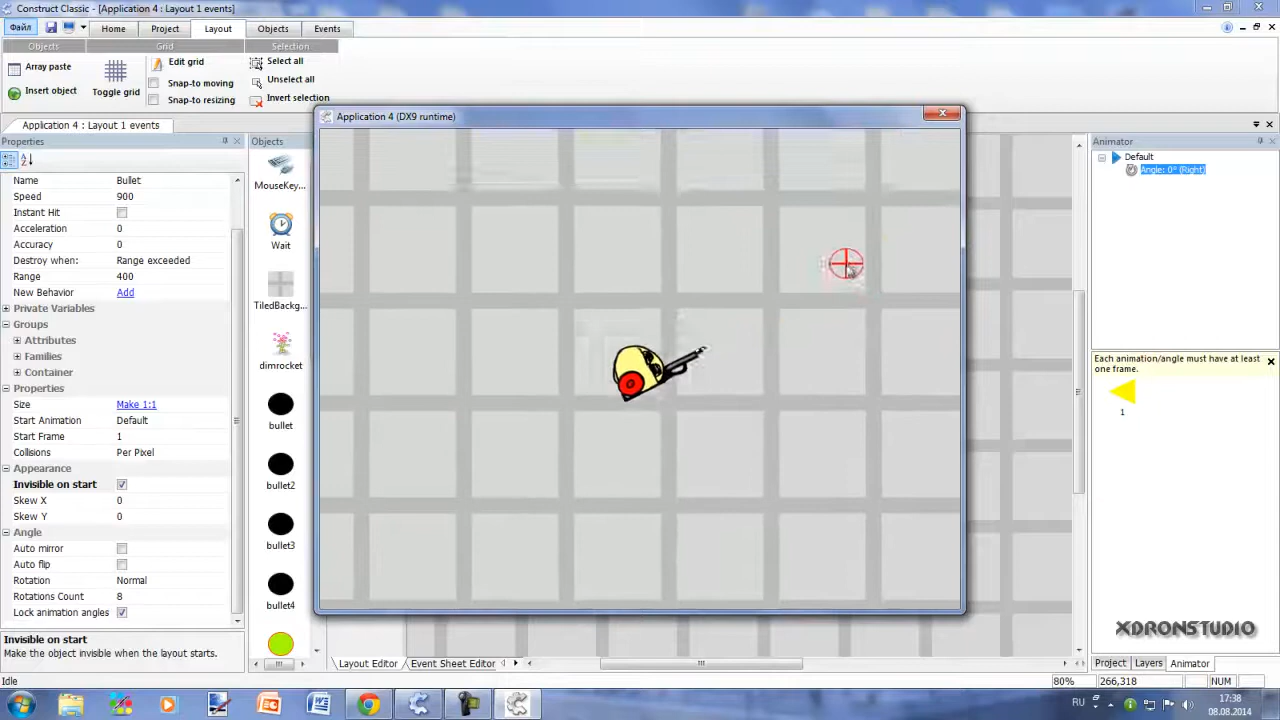 Construct Classic - [Application 4 : Layout 1 events]
Файл
Home
Project
Layout
Objects
Events
Objects
Grid
Selection
Array paste
Insert object
Toggle grid
Edit grid
Snap-to moving
Snap-to resizing
Select all
Unselect all
Invert selection
Application 4 : Layout 1 events
Properties
Name Bullet
Speed 900
Instant Hit
Acceleration 0
Accuracy 0
Destroy when: Range exceeded
Range 400
New Behavior Add
Private Variables
Groups
Attributes
Families
Container
Properties
Size Make 1:1
Start Animation Default
Start Frame 1
Collisions Per Pixel
Appearance
Invisible on start
Skew X 0
Skew Y 0
Angle
Auto mirror
Auto flip
Rotation Normal
Rotations Count 8
Lock animation angles
Invisible on start
Make the object invisible when the layout starts.
Idle
Objects
MouseKey...
Wait
TiledBackg...
dimrocket
bullet
bullet2
bullet3
bullet4
Application 4 (DX9 runtime)
Layout Editor
Event Sheet Editor
Animator
Default
Angle: 0° (Right)
Each animation/angle must have at least
one frame.
1
XDRONSTUDIO
Project
Layers
Animator
80%
266,318
NUM
RU
17:38
08.08.2014